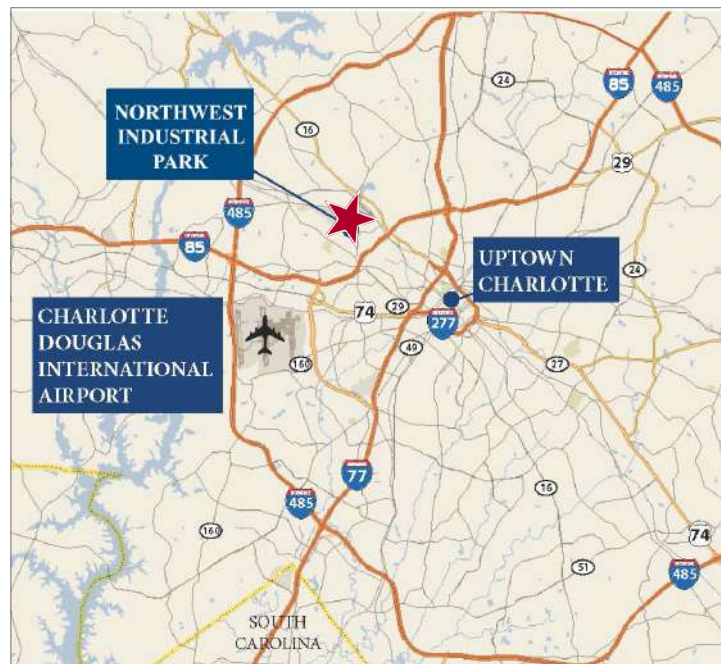 24
85
485
NORTHWEST
INDUSTRIAL
PARK
16
29
485
85
UPTOWN
CHARLOTTE
24
CHARLOTTE
DOUGLAS
INTERNATIONAL
AIRPORT
74
29
277
49
160
27
77
485
16
160
74
51
485
SOUTH
CAROLINA